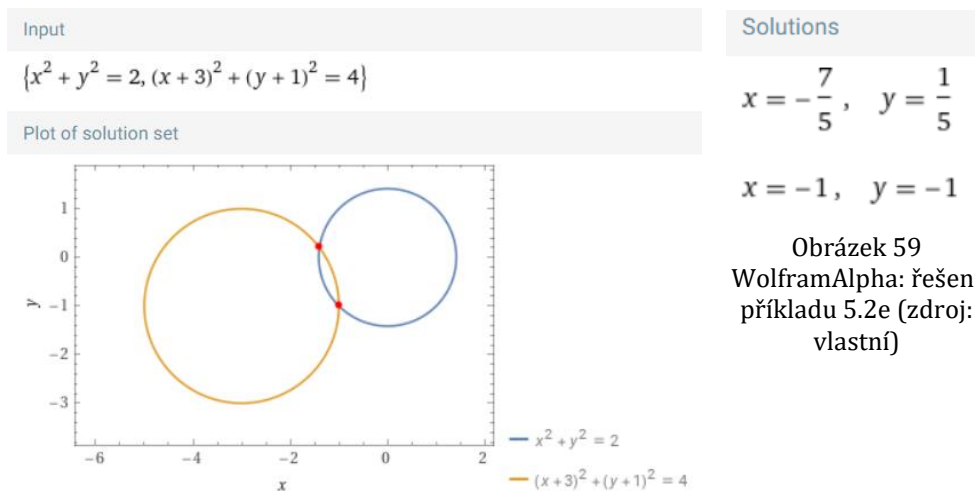 Input
{x² + y² = 2, (x + 3)² + (y + 1)² = 4}
Plot of solution set
1
0
−1
−2
−3
y
−6 −4 −2 0 2
x
x² + y² = 2
(x + 3)² + (y + 1)² = 4
Solutions
x = −7/5, y = 1/5
x = −1, y = −1
Obrázek 59
WolframAlpha: řešen
příkladu 5.2e (zdroj:
vlastní)